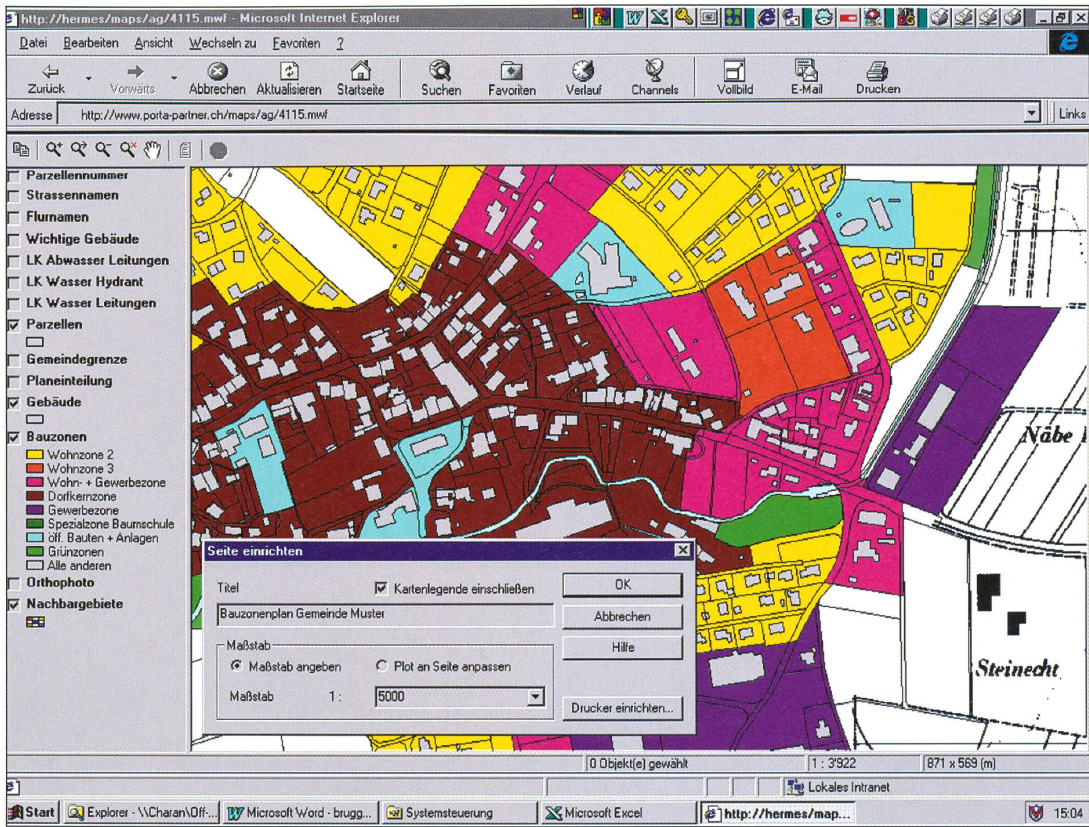 http://hermes/maps/ag/4115.mwf - Microsoft Internet Explorer
Datei Bearbeiten Ansicht Wechseln zu Favoriten ?
Zurück Vorwärts Abbrechen Aktualisieren Startseite Suchen Favoriten Verlauf Channels Vollbild E-Mail Drucken
Adresse http://www.porta-partner.ch/maps/ag/4115.mwf Links
Parzellennummer
Strassennamen
Flurnamen
Wichtige Gebäude
LK Abwasser Leitungen
LK Wasser Hydrant
LK Wasser Leitungen
Parzellen
Gemeindegrenze
Planeinteilung
Gebäude
Bauzonen
Wohnzone 2
Wohnzone 3
Wohn- + Gewerbezone
Dorfkernzone
Gewerbezone
Spezialzone Baumschule
öff. Bauten + Anlagen
Grünzonen
Alle anderen
Orthophoto
Nachbargebiete
Näbe
Steinecht
Seite einrichten
Titel
Kartenlegende einschließen
Bauzonenplan Gemeinde Muster
Maßstab
Maßstab angeben
Plot an Seite anpassen
Maßstab 1 : 5000
OK
Abbrechen
Hilfe
Drucker einrichten...
0 Objekt(e) gewählt 1 : 3'922 871 x 569 (m)
Lokales Intranet
Start Explorer - \\Charan\Off-... Microsoft Word - brugg... Systemsteuerung Microsoft Excel http://hermes/map... 15:04